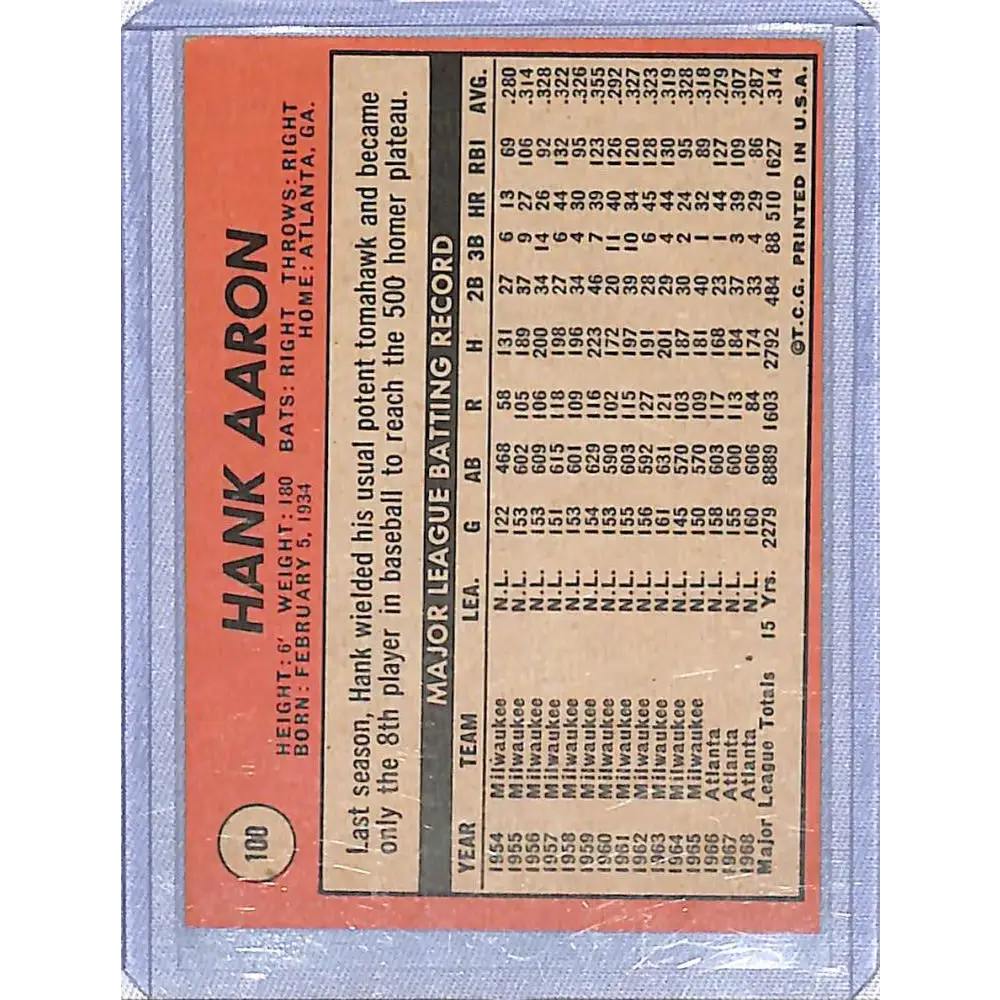 100
HANK AARON
HEIGHT: 6' WEIGHT: 180 BATS: RIGHT THROWS: RIGHT
BORN: FEBRUARY 5, 1934 HOME: ATLANTA, GA.
Last season, Hank wielded his usual potent tomahawk and became
only the 8th player in baseball to reach the 500 homer plateau.
MAJOR LEAGUE BATTING RECORD
YEAR TEAM LEA. G AB R H 2B 3B HR RBI AVG.
1954 Milwaukee N.L. 122 468 58 131 27 6 13 69 .280
1955 Milwaukee N.L. 153 602 105 189 37 9 27 106 .314
1956 Milwaukee N.L. 153 609 106 200 34 14 26 92 .328
1957 Milwaukee N.L. 151 615 118 198 27 6 44 132 .322
1958 Milwaukee N.L. 153 601 109 196 34 4 30 95 .326
1959 Milwaukee N.L. 154 629 116 223 46 7 39 123 .355
1960 Milwaukee N.L. 153 590 102 172 20 11 40 126 .292
1961 Milwaukee N.L. 155 603 115 197 39 10 34 120 .327
1962 Milwaukee N.L. 156 592 127 191 28 6 45 128 .323
1963 Milwaukee N.L. 161 631 121 201 29 4 44 130 .319
1964 Milwaukee N.L. 145 570 103 187 30 2 24 95 .328
1965 Milwaukee N.L. 150 570 109 181 40 1 32 89 .318
1966 Atlanta N.L. 158 603 117 168 23 1 44 127 .279
1967 Atlanta N.L. 155 600 113 184 37 3 39 109 .307
1968 Atlanta N.L. 160 606 84 174 33 4 29 86 .287
Major League Totals 15 Yrs. 2279 8889 1603 2792 484 88 510 1627 .314
©T.C.G. PRINTED IN U.S.A.